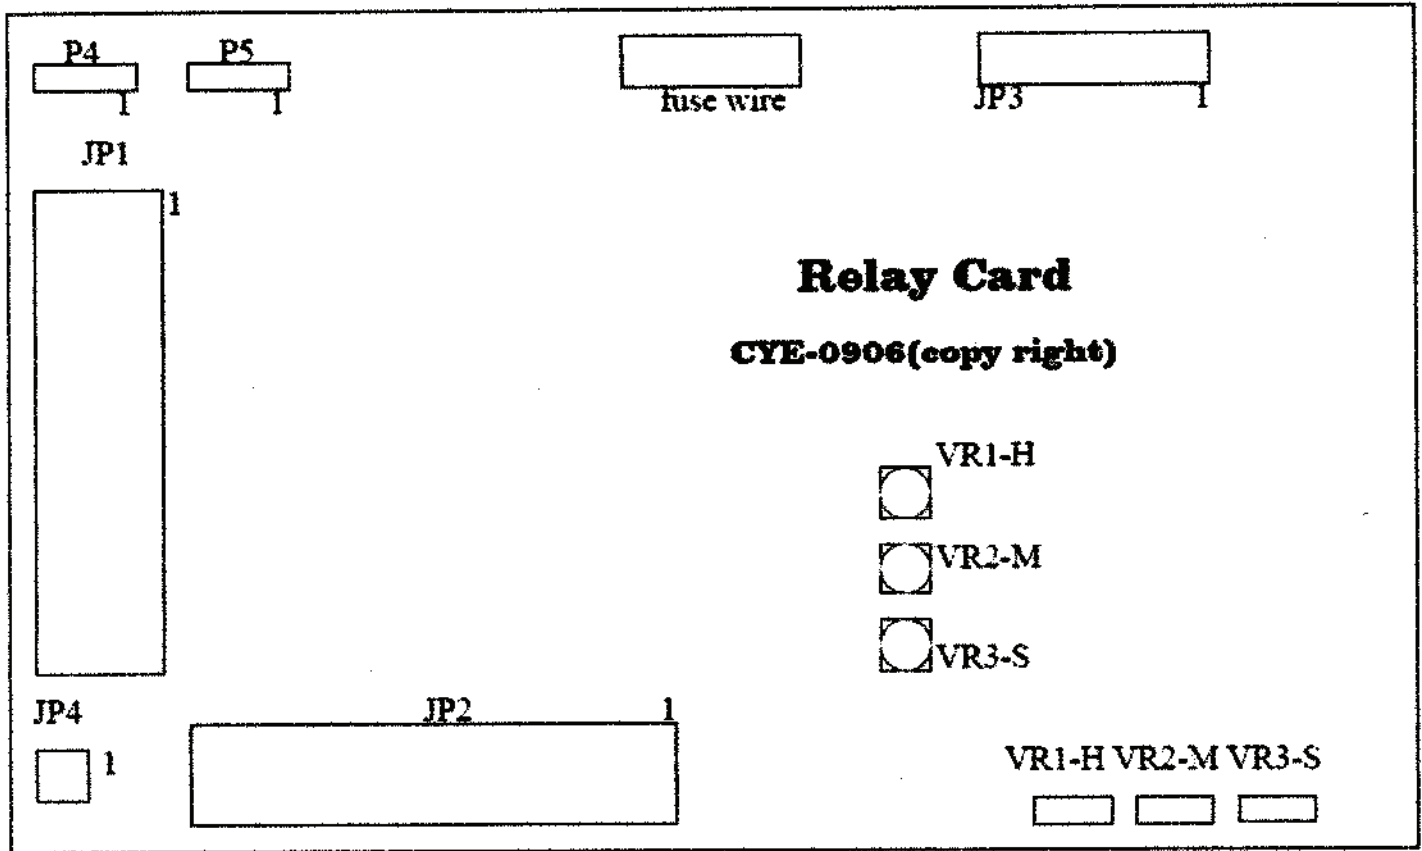 P4 P5
fuse wire
1 1 JP3 1
JP1
1
Relay Card
CYE-0906(copy right)
VR1-H
VR2-M
VR3-S
JP4 JP2 1
1
VR1-H VR2-M VR3-S